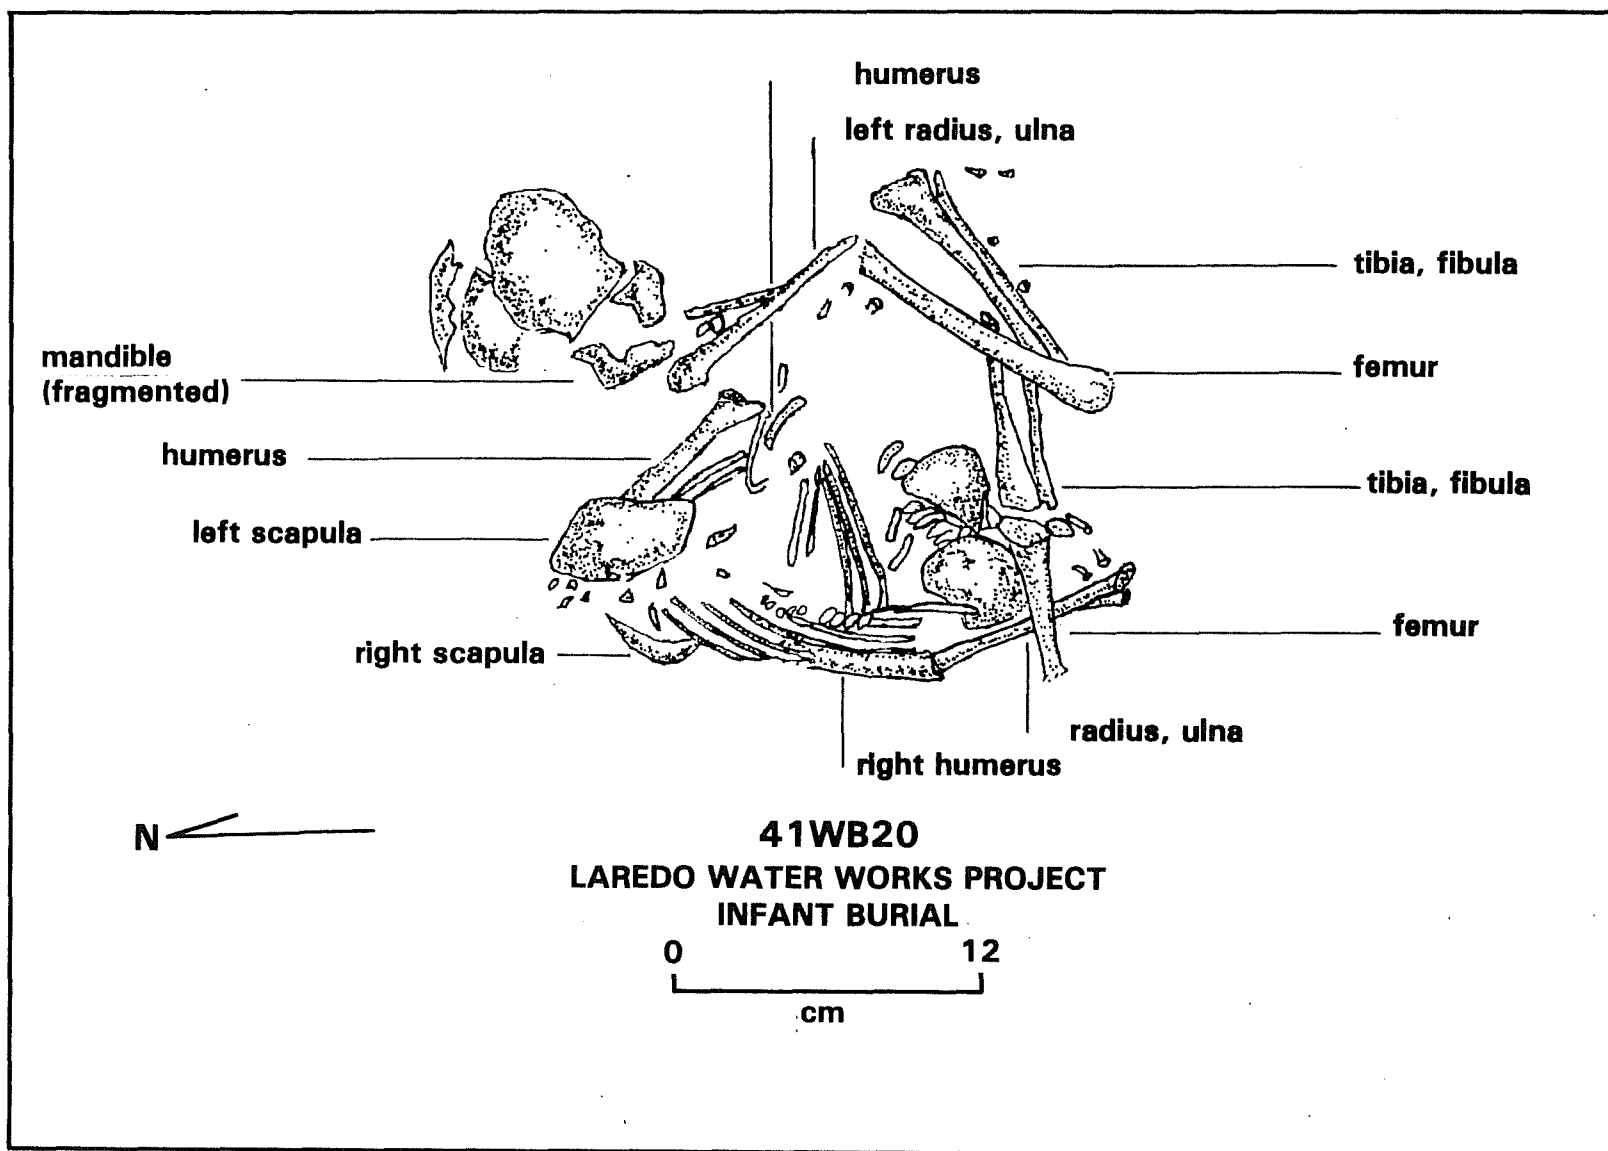 humerus
left radius, ulna
tibia, fibula
mandible
(fragmented)
femur
humerus
tibia, fibula
left scapula
femur
right scapula
radius, ulna
right humerus
N
41WB20
LAREDO WATER WORKS PROJECT
INFANT BURIAL
0 12
cm